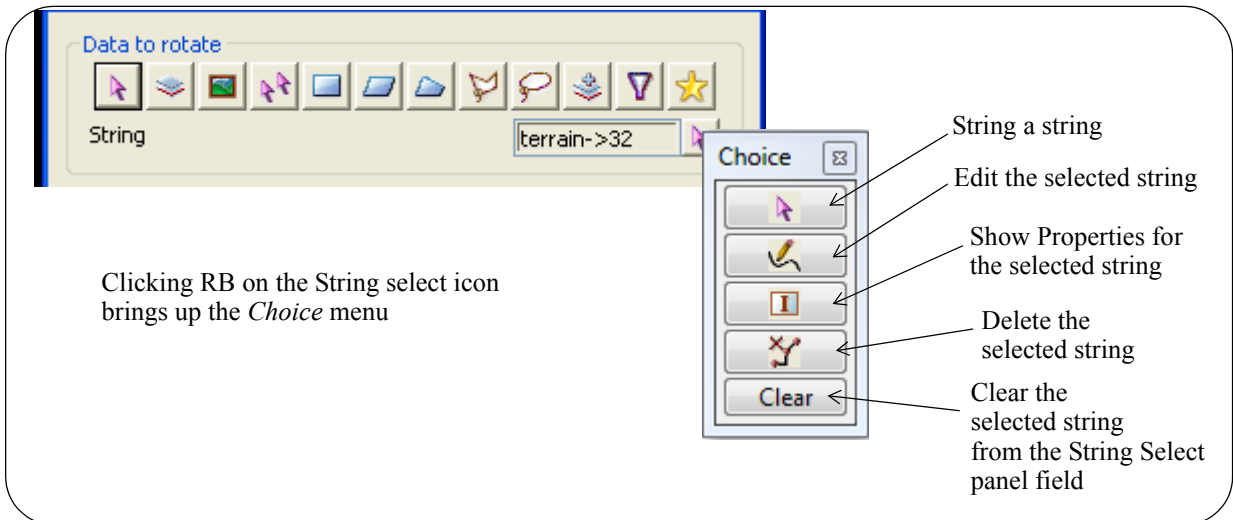 Data to rotate
String
terrain->32
Choice
String a string
Edit the selected string
Show Properties for
the selected string
I
Delete the
selected string
Clear
Clear the
selected string
from the String Select
panel field
Clicking RB on the String select icon
brings up the Choice menu